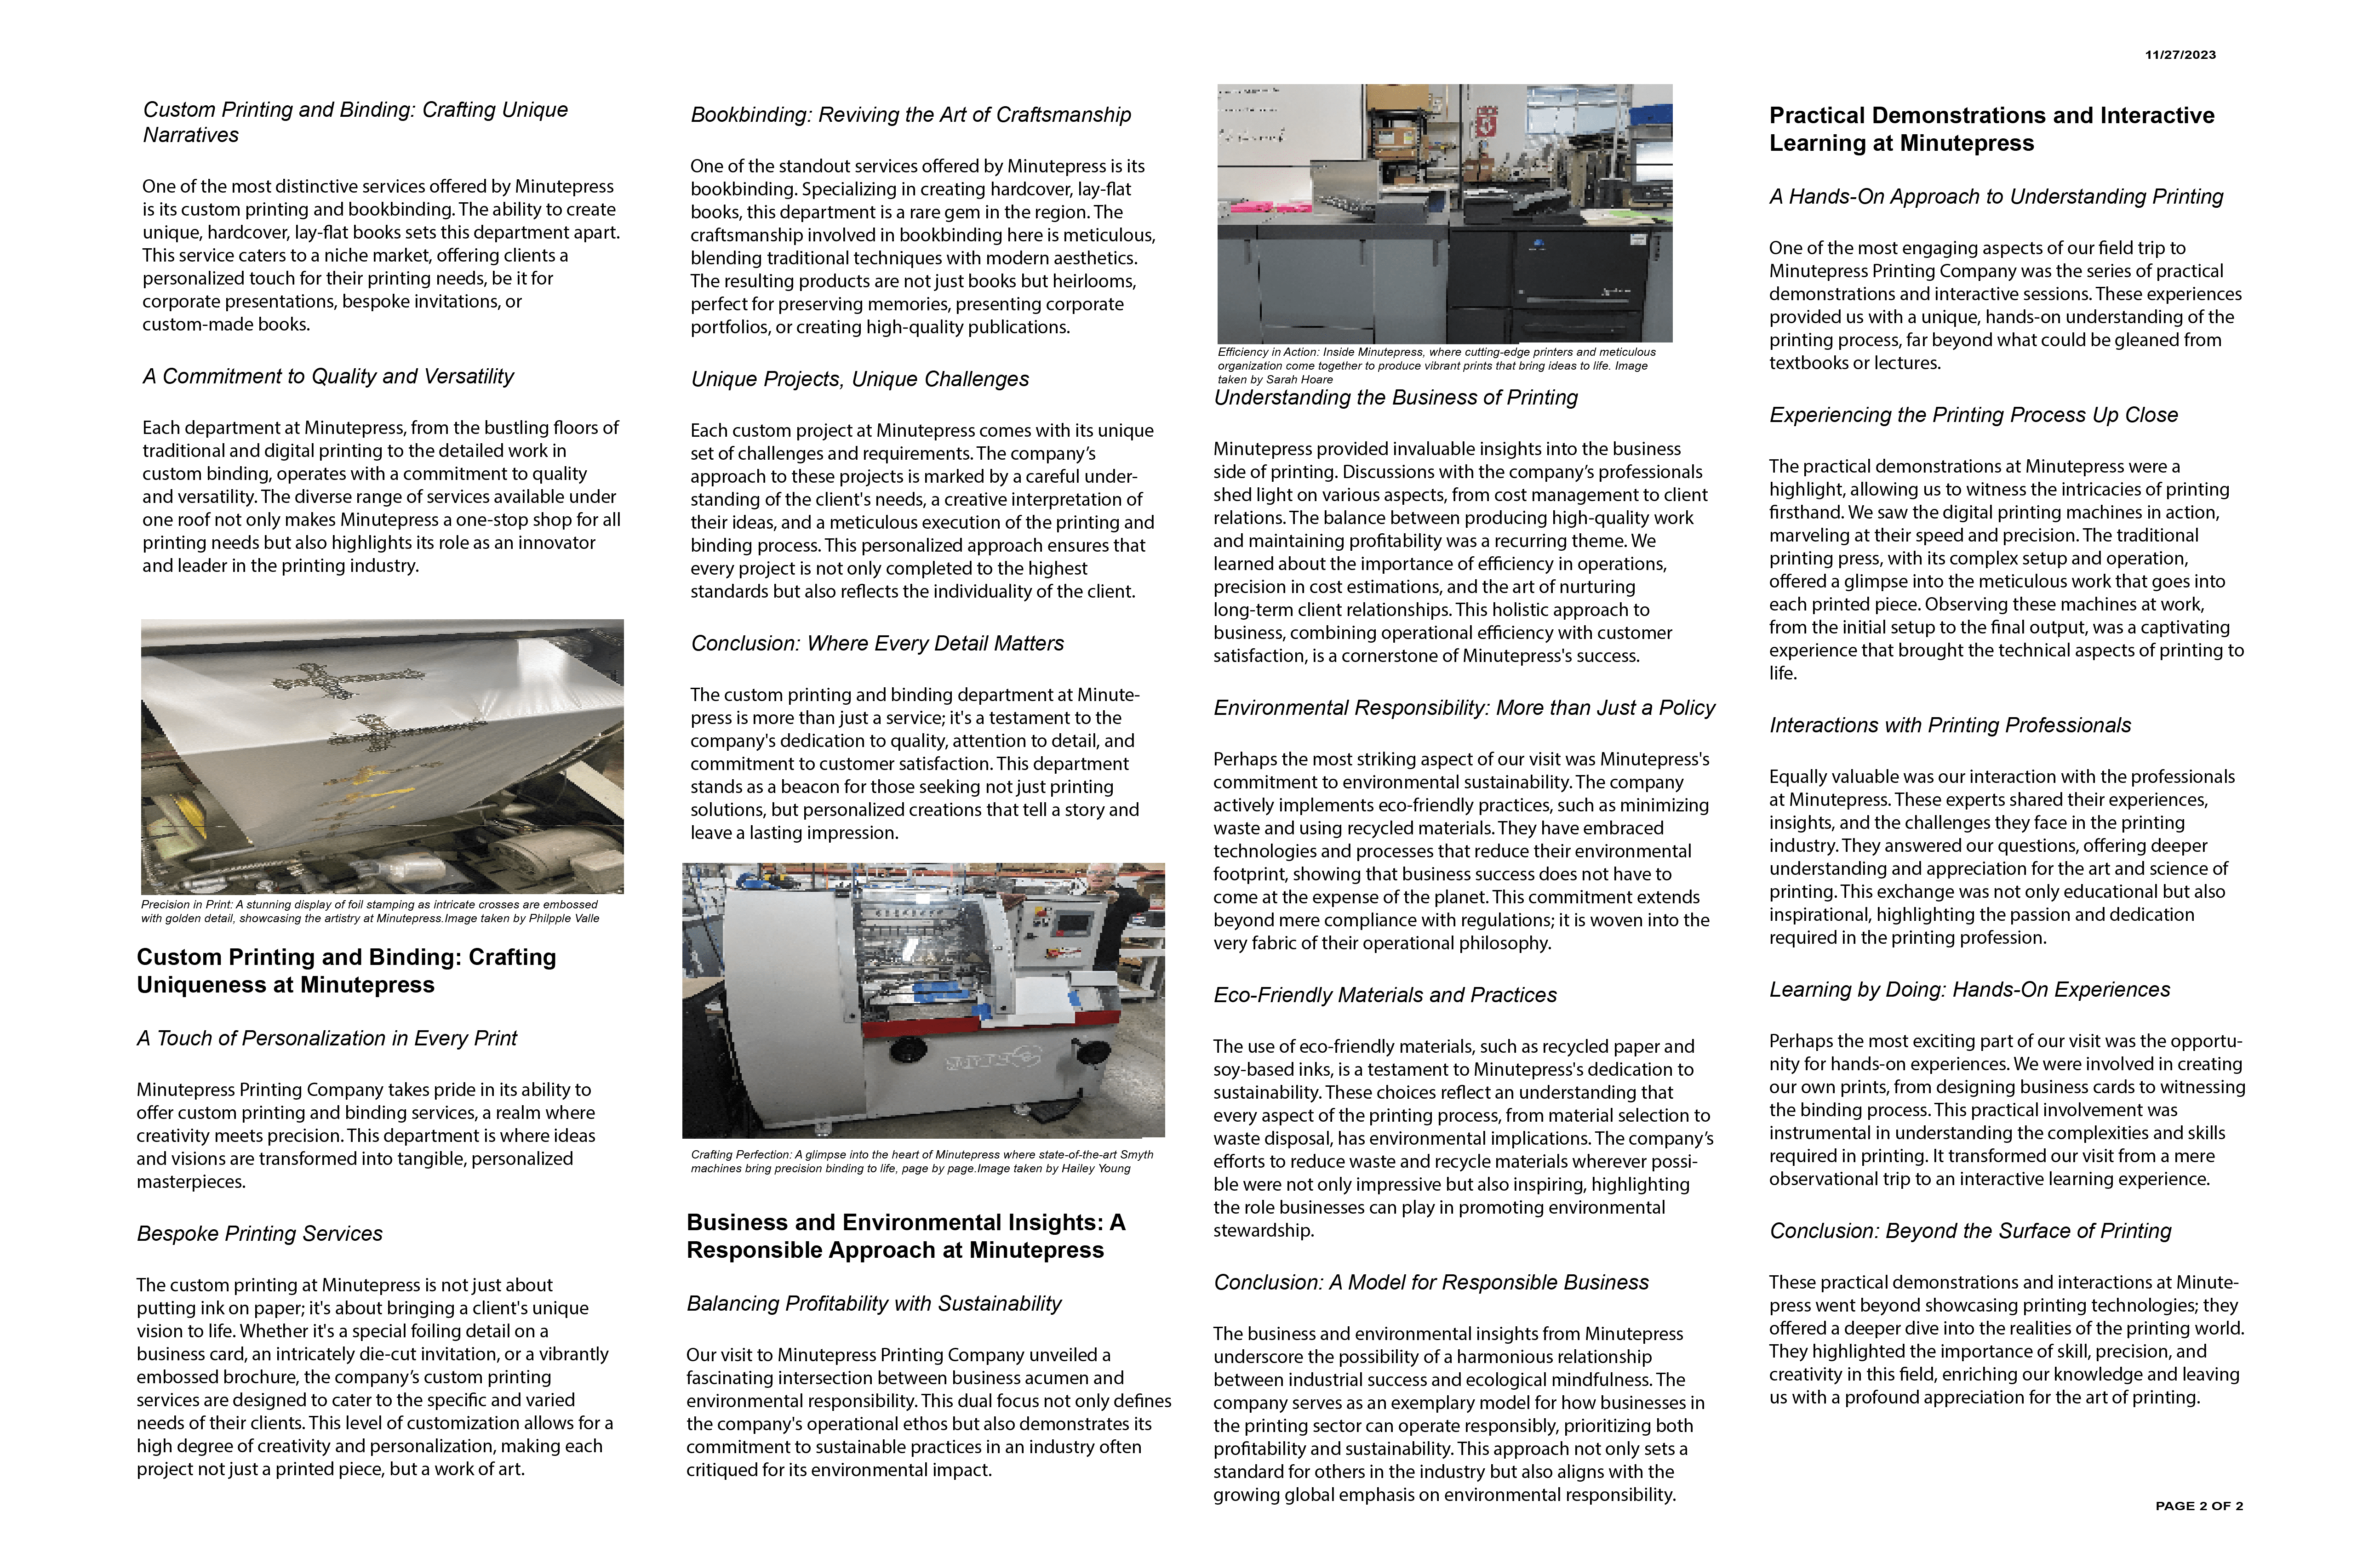 11/27/2023
Custom Printing and Binding: Crafting Unique
Narratives
One of the most distinctive services offered by Minutepress
is its custom printing and bookbinding. The ability to create
unique, hardcover, lay-flat books sets this department apart.
This service caters to a niche market, offering clients a
personalized touch for their printing needs, be it for
corporate presentations, bespoke invitations, or
custom-made books.
A Commitment to Quality and Versatility
Each department at Minutepress, from the bustling floors of
traditional and digital printing to the detailed work in
custom binding, operates with a commitment to quality
and versatility. The diverse range of services available under
one roof not only makes Minutepress a one-stop shop for all
printing needs but also highlights its role as an innovator
and leader in the printing industry.
Precision in Print: A stunning display of foil stamping as intricate crosses are embossed
with golden detail, showcasing the artistry at Minutepress.Image taken by Philpple Valle
Custom Printing and Binding: Crafting
Uniqueness at Minutepress
A Touch of Personalization in Every Print
Minutepress Printing Company takes pride in its ability to
offer custom printing and binding services, a realm where
creativity meets precision. This department is where ideas
and visions are transformed into tangible, personalized
masterpieces.
Bespoke Printing Services
The custom printing at Minutepress is not just about
putting ink on paper; it's about bringing a client's unique
vision to life. Whether it's a special foiling detail on a
business card, an intricately die-cut invitation, or a vibrantly
embossed brochure, the company’s custom printing
services are designed to cater to the specific and varied
needs of their clients. This level of customization allows for a
high degree of creativity and personalization, making each
project not just a printed piece, but a work of art.
Bookbinding: Reviving the Art of Craftsmanship
One of the standout services offered by Minutepress is its
bookbinding. Specializing in creating hardcover, lay-flat
books, this department is a rare gem in the region. The
craftsmanship involved in bookbinding here is meticulous,
blending traditional techniques with modern aesthetics.
The resulting products are not just books but heirlooms,
perfect for preserving memories, presenting corporate
portfolios, or creating high-quality publications.
Unique Projects, Unique Challenges
Each custom project at Minutepress comes with its unique
set of challenges and requirements. The company’s
approach to these projects is marked by a careful under-
standing of the client's needs, a creative interpretation of
their ideas, and a meticulous execution of the printing and
binding process. This personalized approach ensures that
every project is not only completed to the highest
standards but also reflects the individuality of the client.
Conclusion: Where Every Detail Matters
The custom printing and binding department at Minute-
press is more than just a service; it's a testament to the
company's dedication to quality, attention to detail, and
commitment to customer satisfaction. This department
stands as a beacon for those seeking not just printing
solutions, but personalized creations that tell a story and
leave a lasting impression.
Crafting Perfection: A glimpse into the heart of Minutepress where state-of-the-art Smyth
machines bring precision binding to life, page by page.Image taken by Hailey Young
Business and Environmental Insights: A
Responsible Approach at Minutepress
Balancing Profitability with Sustainability
Our visit to Minutepress Printing Company unveiled a
fascinating intersection between business acumen and
environmental responsibility. This dual focus not only defines
the company's operational ethos but also demonstrates its
commitment to sustainable practices in an industry often
critiqued for its environmental impact.
Efficiency in Action: Inside Minutepress, where cutting-edge printers and meticulous
organization come together to produce vibrant prints that bring ideas to life. Image
taken by Sarah Hoare
Understanding the Business of Printing
Minutepress provided invaluable insights into the business
side of printing. Discussions with the company’s professionals
shed light on various aspects, from cost management to client
relations. The balance between producing high-quality work
and maintaining profitability was a recurring theme. We
learned about the importance of efficiency in operations,
precision in cost estimations, and the art of nurturing
long-term client relationships. This holistic approach to
business, combining operational efficiency with customer
satisfaction, is a cornerstone of Minutepress's success.
Environmental Responsibility: More than Just a Policy
Perhaps the most striking aspect of our visit was Minutepress's
commitment to environmental sustainability. The company
actively implements eco-friendly practices, such as minimizing
waste and using recycled materials. They have embraced
technologies and processes that reduce their environmental
footprint, showing that business success does not have to
come at the expense of the planet. This commitment extends
beyond mere compliance with regulations; it is woven into the
very fabric of their operational philosophy.
Eco-Friendly Materials and Practices
The use of eco-friendly materials, such as recycled paper and
soy-based inks, is a testament to Minutepress's dedication to
sustainability. These choices reflect an understanding that
every aspect of the printing process, from material selection to
waste disposal, has environmental implications. The company’s
efforts to reduce waste and recycle materials wherever possi-
ble were not only impressive but also inspiring, highlighting
the role businesses can play in promoting environmental
stewardship.
Conclusion: A Model for Responsible Business
The business and environmental insights from Minutepress
underscore the possibility of a harmonious relationship
between industrial success and ecological mindfulness. The
company serves as an exemplary model for how businesses in
the printing sector can operate responsibly, prioritizing both
profitability and sustainability. This approach not only sets a
standard for others in the industry but also aligns with the
growing global emphasis on environmental responsibility.
Practical Demonstrations and Interactive
Learning at Minutepress
A Hands-On Approach to Understanding Printing
One of the most engaging aspects of our field trip to
Minutepress Printing Company was the series of practical
demonstrations and interactive sessions. These experiences
provided us with a unique, hands-on understanding of the
printing process, far beyond what could be gleaned from
textbooks or lectures.
Experiencing the Printing Process Up Close
The practical demonstrations at Minutepress were a
highlight, allowing us to witness the intricacies of printing
firsthand. We saw the digital printing machines in action,
marveling at their speed and precision. The traditional
printing press, with its complex setup and operation,
offered a glimpse into the meticulous work that goes into
each printed piece. Observing these machines at work,
from the initial setup to the final output, was a captivating
experience that brought the technical aspects of printing to
life.
Interactions with Printing Professionals
Equally valuable was our interaction with the professionals
at Minutepress. These experts shared their experiences,
insights, and the challenges they face in the printing
industry. They answered our questions, offering deeper
understanding and appreciation for the art and science of
printing. This exchange was not only educational but also
inspirational, highlighting the passion and dedication
required in the printing profession.
Learning by Doing: Hands-On Experiences
Perhaps the most exciting part of our visit was the opportu-
nity for hands-on experiences. We were involved in creating
our own prints, from designing business cards to witnessing
the binding process. This practical involvement was
instrumental in understanding the complexities and skills
required in printing. It transformed our visit from a mere
observational trip to an interactive learning experience.
Conclusion: Beyond the Surface of Printing
These practical demonstrations and interactions at Minute-
press went beyond showcasing printing technologies; they
offered a deeper dive into the realities of the printing world.
They highlighted the importance of skill, precision, and
creativity in this field, enriching our knowledge and leaving
us with a profound appreciation for the art of printing.
PAGE 2 OF 2